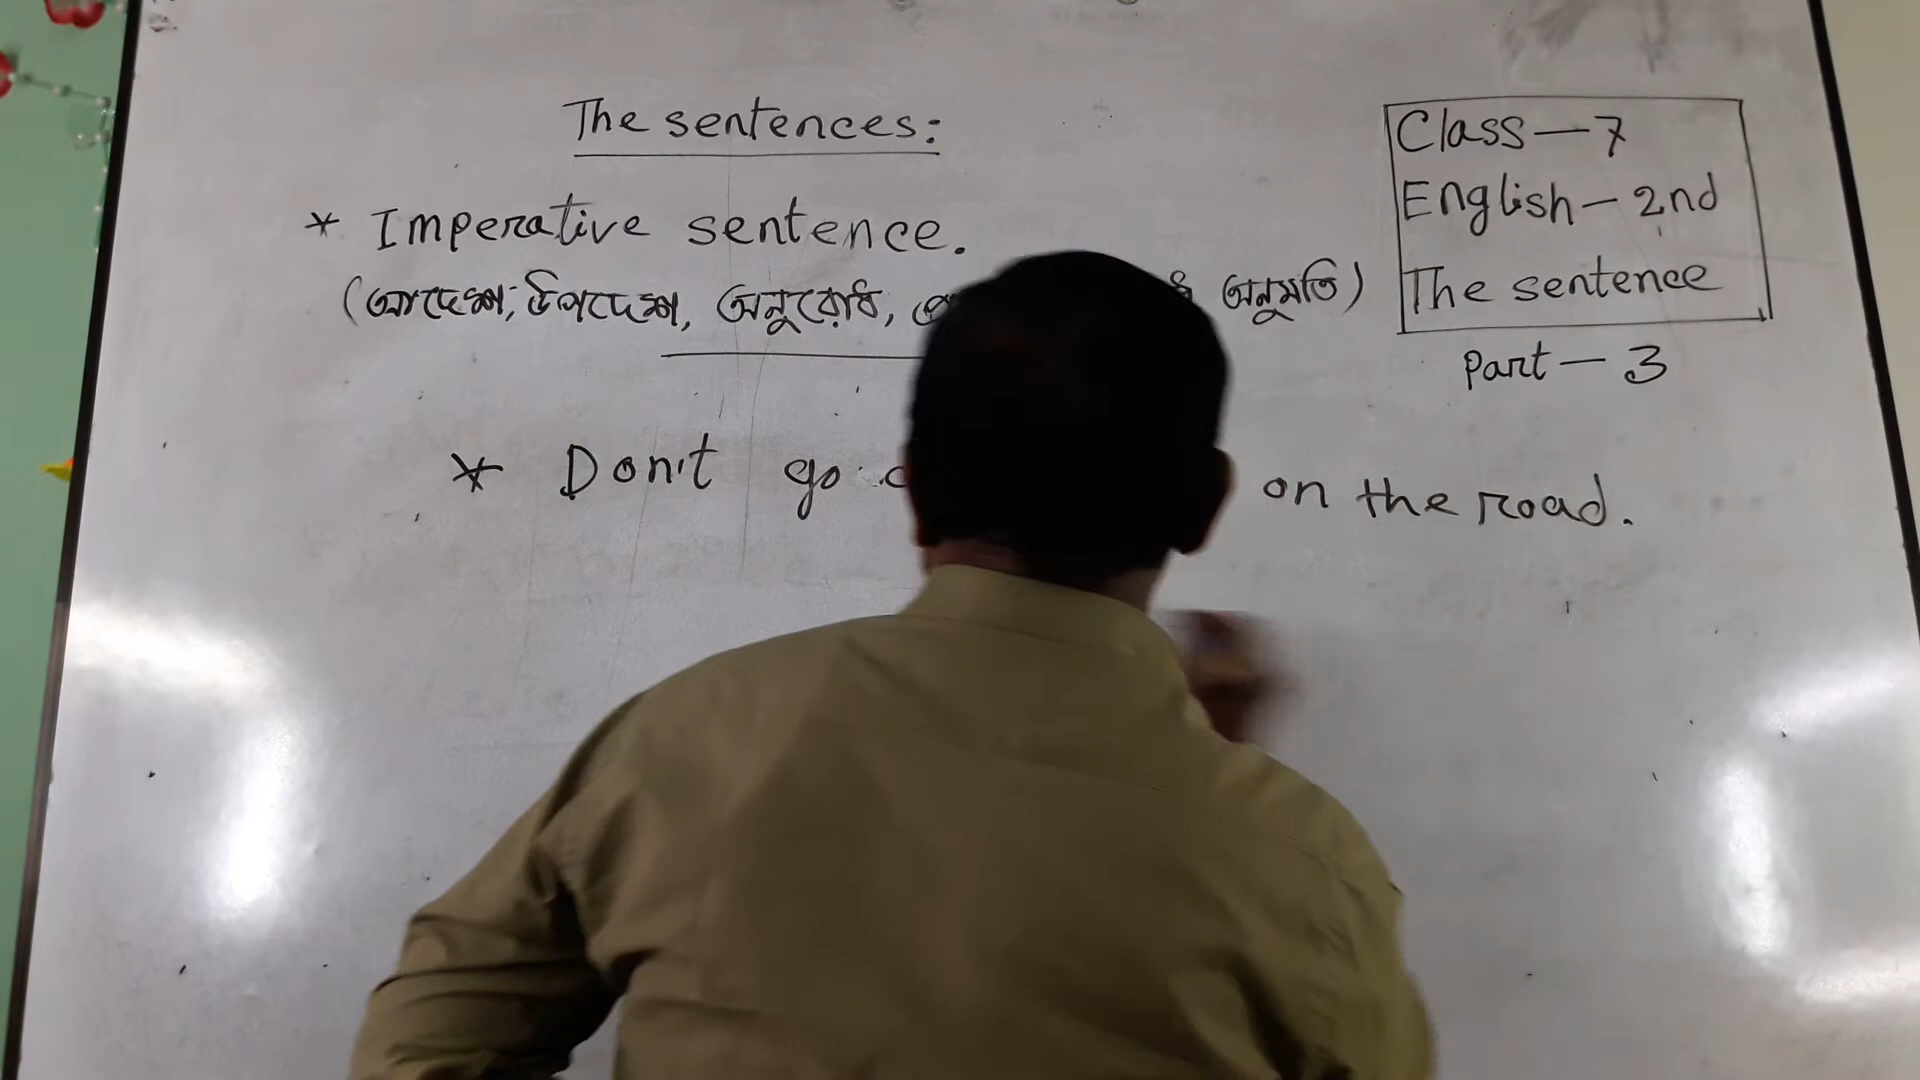 The sentences:
* Imperative sentence.
(আদেশ, উপদেশ, অনুরোধ, অনুমতি)
* Don't go on the road.
Class — 7
English — 2nd
The sentence
Part — 3